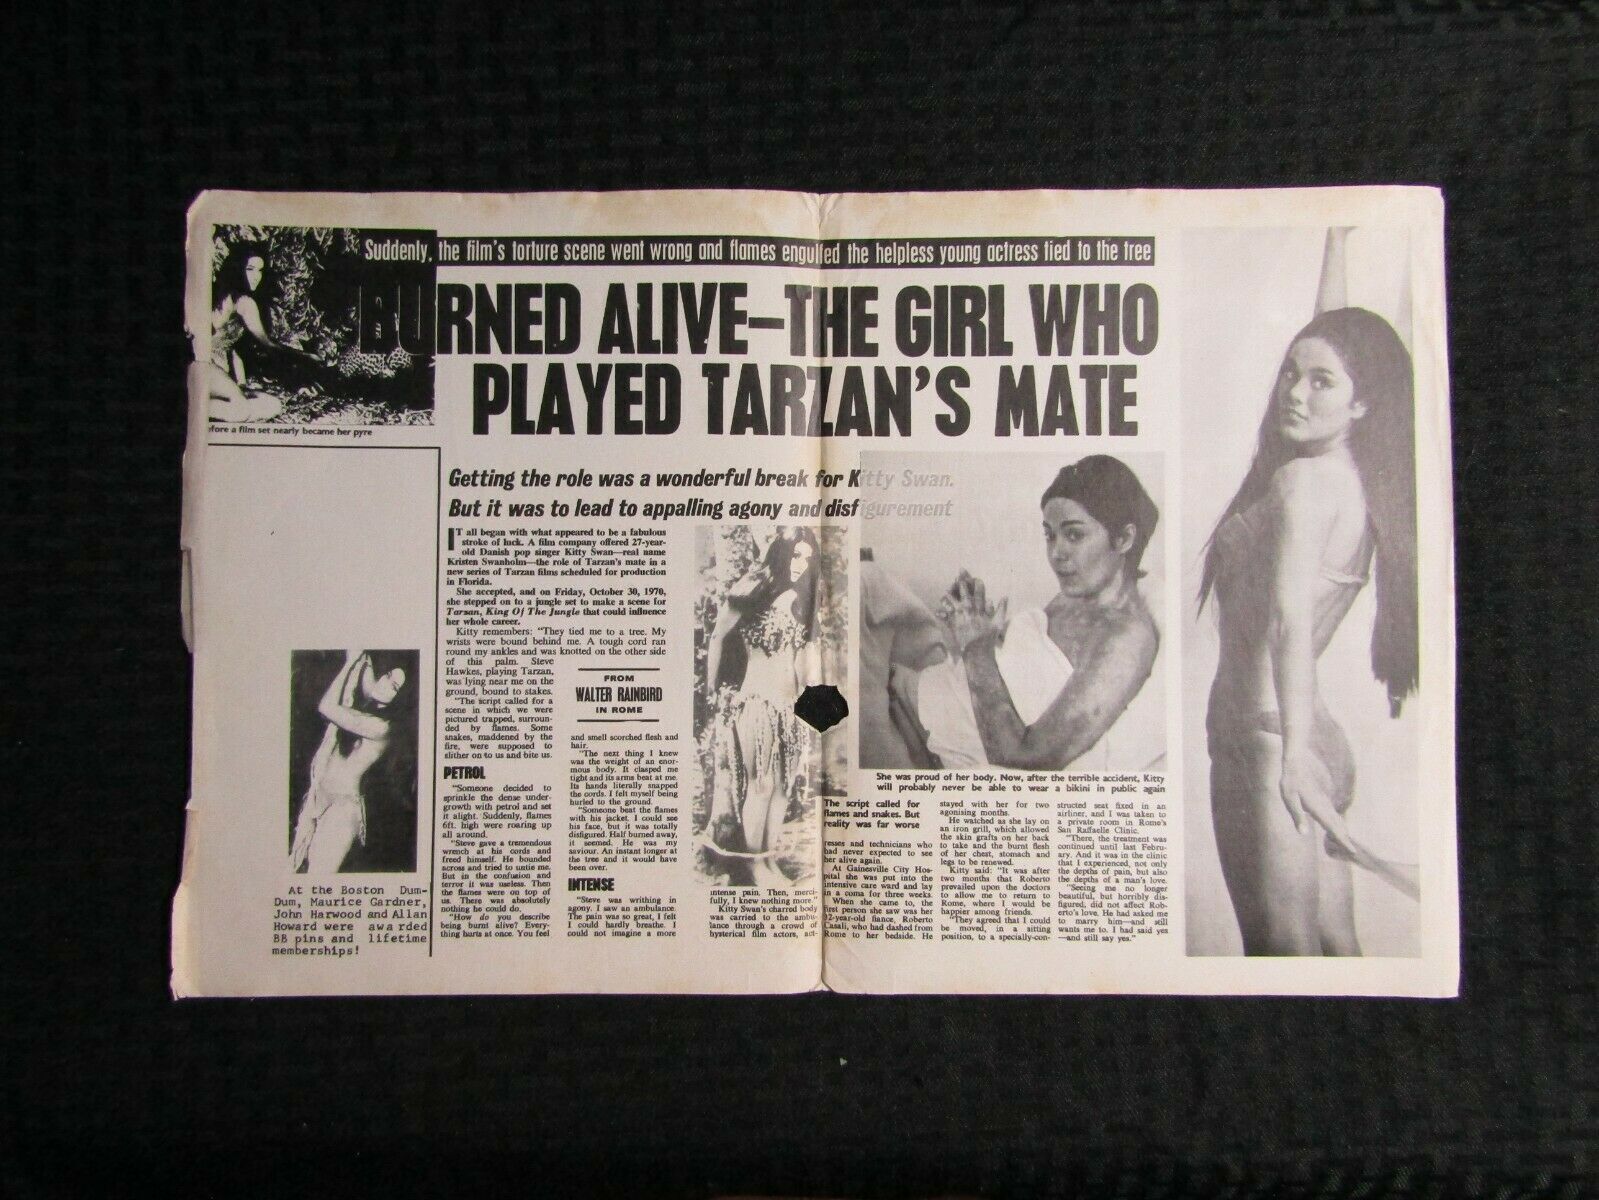 Suddenly, the film's torture scene went wrong and flames engulfed the helpless young actress tied to the tree
BURNED ALIVE—THE GIRL WHO
PLAYED TARZAN'S MATE
efore a film set nearly became her pyre
Getting the role was a wonderful break for Kitty Swan.
But it was to lead to appalling agony and disfigurement
IT all began with what appeared to be a fabulous
stroke of luck. A film company offered 27-year-
old Danish pop singer Kitty Swan—real name
Kristen Swanholm—the role of Tarzan's mate in a
new series of Tarzan films scheduled for production
in Florida.
She accepted, and on Friday, October 30, 1970,
she stepped on to a jungle set to make a scene for
Tarzan, King Of The Jungle that could influence
her whole career.
Kitty remembers: "They tied me to a tree. My
wrists were bound behind me. A tough cord ran
round my ankles and was knotted on the other side
of this palm. Steve
Hawkes, playing Tarzan,
was lying near me on the
ground, bound to stakes.
"The script called for a
scene in which we were
pictured trapped, surroun-
ded by flames. Some
snakes, maddened by the
fire, were supposed to
slither on to us and bite us.
PETROL
"Someone decided to
sprinkle the dense under-
growth with petrol and set
it alight. Suddenly, flames
6ft. high were roaring up
all around.
"Steve gave a tremendous
wrench at his cords and
freed himself. He bounded
across and tried to untie me.
But in the confusion and
terror it was useless. Then
the flames were on top of
us. There was absolutely
nothing he could do.
"How do you describe
being burnt alive? Every-
thing hurts at once. You feel
FROM
WALTER RAINBIRD
IN ROME
and smell scorched flesh and
hair.
"The next thing I knew
was the weight of an enor-
mous body. It clasped me
tight and its arms beat at me.
Its hands literally snapped
the cords. I felt myself being
hurled to the ground.
"Someone beat the flames
with his jacket. I could see
his face, but it was totally
disfigured. Half burned away,
it seemed. He was my
saviour. An instant longer at
the tree and it would have
been over.
INTENSE
"Steve was writhing in
agony. I saw an ambulance.
The pain was so great, I felt
I could hardly breathe. I
could not imagine a more
intense pain. Then, merci-
fully, I knew nothing more."
Kitty Swan's charred body
was carried to the ambu-
lance through a crowd of
hysterical film actors, act-
The script called for
flames and snakes. But
reality was far worse
resses and technicians who
had never expected to see
her alive again.
At Gainesville City Hos-
pital she was put into the
intensive care ward and lay
in a coma for three weeks.
When she came to, the
first person she saw was her
32-year-old fiance, Roberto
Casali, who had dashed from
Rome to her bedside. He
She was proud of her body. Now, after the terrible accident, Kitty
will probably never be able to wear a bikini in public again
stayed with her for two
agonising months.
He watched as she lay on
an iron grill, which allowed
the skin grafts on her back
to take and the burnt flesh
of her chest, stomach and
legs to be renewed.
Kitty said: "It was after
two months that Roberto
prevailed upon the doctors
to allow me to return to
Rome, where I would be
happier among friends.
"They agreed that I could
be moved, in a sitting
position, to a specially-con-
structed seat fixed in an
airliner, and I was taken to
a private room in Rome's
San Raffaelle Clinic.
"There, the treatment was
continued until last Febru-
ary. And it was in the clinic
that I experienced, not only
the depths of pain, but also
the depths of a man's love.
"Seeing me no longer
beautiful, but horribly dis-
figured, did not affect Rob-
erto's love. He had asked me
to marry him—and still
wants me to. I had said yes
—and still say yes."
At the Boston Dum-
Dum, Maurice Gardner,
John Harwood and Allan
Howard were awarded
BB pins and lifetime
memberships!